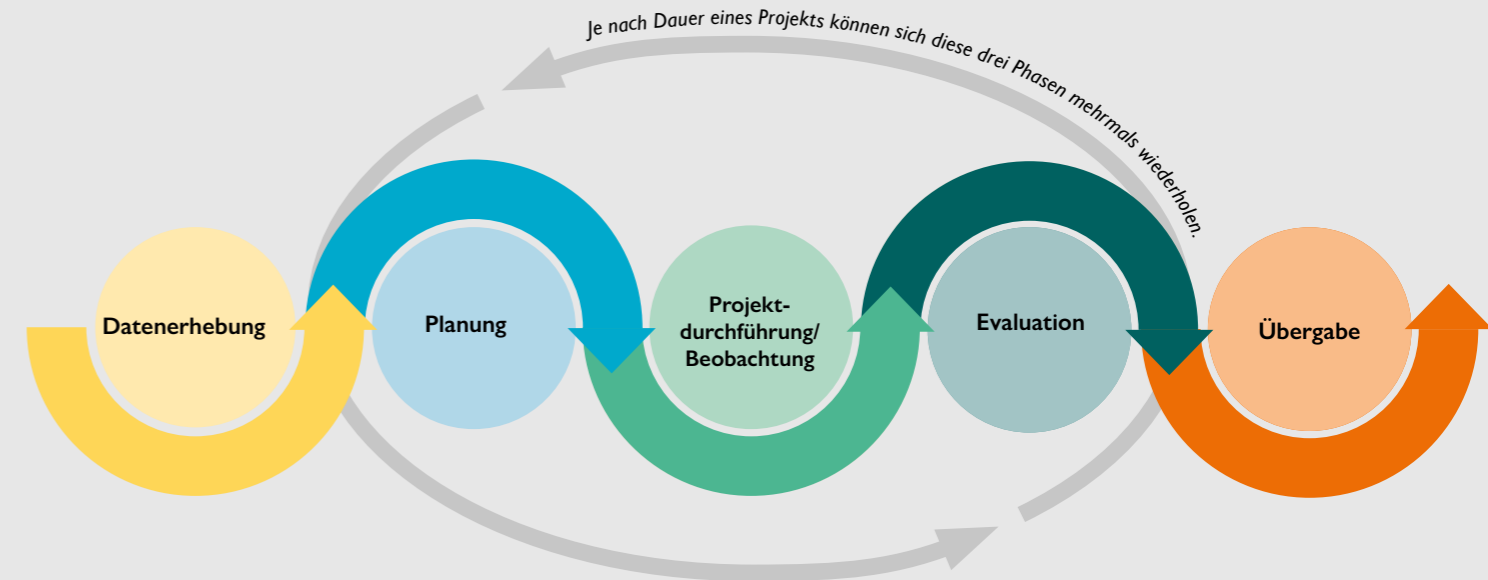 Je nach Dauer eines Projekts können sich diese drei Phasen mehrmals wiederholen.
Datenerhebung
Planung
Projekt-
durchführung/
Beobachtung
Evaluation
Übergabe